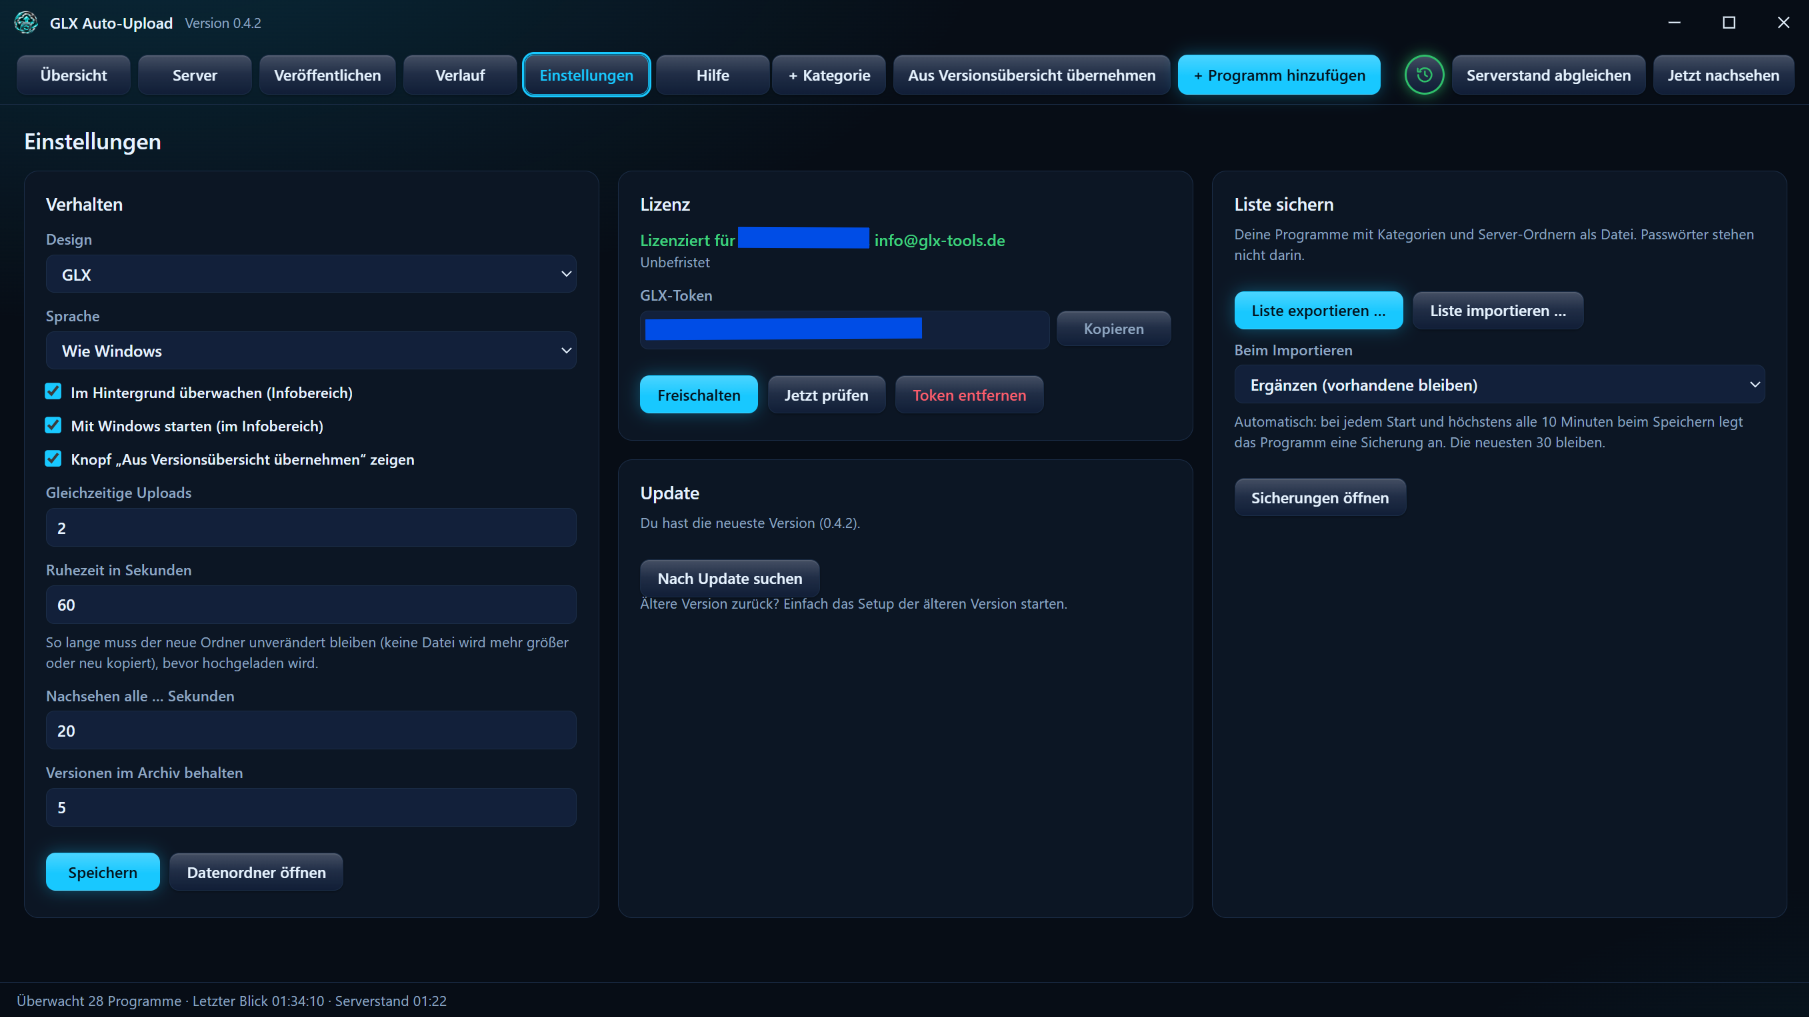 GLX Auto-Upload Version 0.4.2
Übersicht Server Veröffentlichen Verlauf Einstellungen Hilfe + Kategorie Aus Versionsübersicht übernehmen + Programm hinzufügen Serverstand abgleichen Jetzt nachsehen
Einstellungen
Verhalten
Design
GLX
Sprache
Wie Windows
Im Hintergrund überwachen (Infobereich)
Mit Windows starten (im Infobereich)
Knopf „Aus Versionsübersicht übernehmen“ zeigen
Gleichzeitige Uploads
2
Ruhezeit in Sekunden
60
So lange muss der neue Ordner unverändert bleiben (keine Datei wird mehr größer
oder neu kopiert), bevor hochgeladen wird.
Nachsehen alle ... Sekunden
20
Versionen im Archiv behalten
5
Speichern Datenordner öffnen
Lizenz
Lizenziert für info@glx-tools.de
Unbefristet
GLX-Token
Kopieren
Freischalten Jetzt prüfen Token entfernen
Update
Du hast die neueste Version (0.4.2).
Nach Update suchen
Ältere Version zurück? Einfach das Setup der älteren Version starten.
Liste sichern
Deine Programme mit Kategorien und Server-Ordnern als Datei. Passwörter stehen
nicht darin.
Liste exportieren ... Liste importieren ...
Beim Importieren
Ergänzen (vorhandene bleiben)
Automatisch: bei jedem Start und höchstens alle 10 Minuten beim Speichern legt
das Programm eine Sicherung an. Die neuesten 30 bleiben.
Sicherungen öffnen
Überwacht 28 Programme · Letzter Blick 01:34:10 · Serverstand 01:22